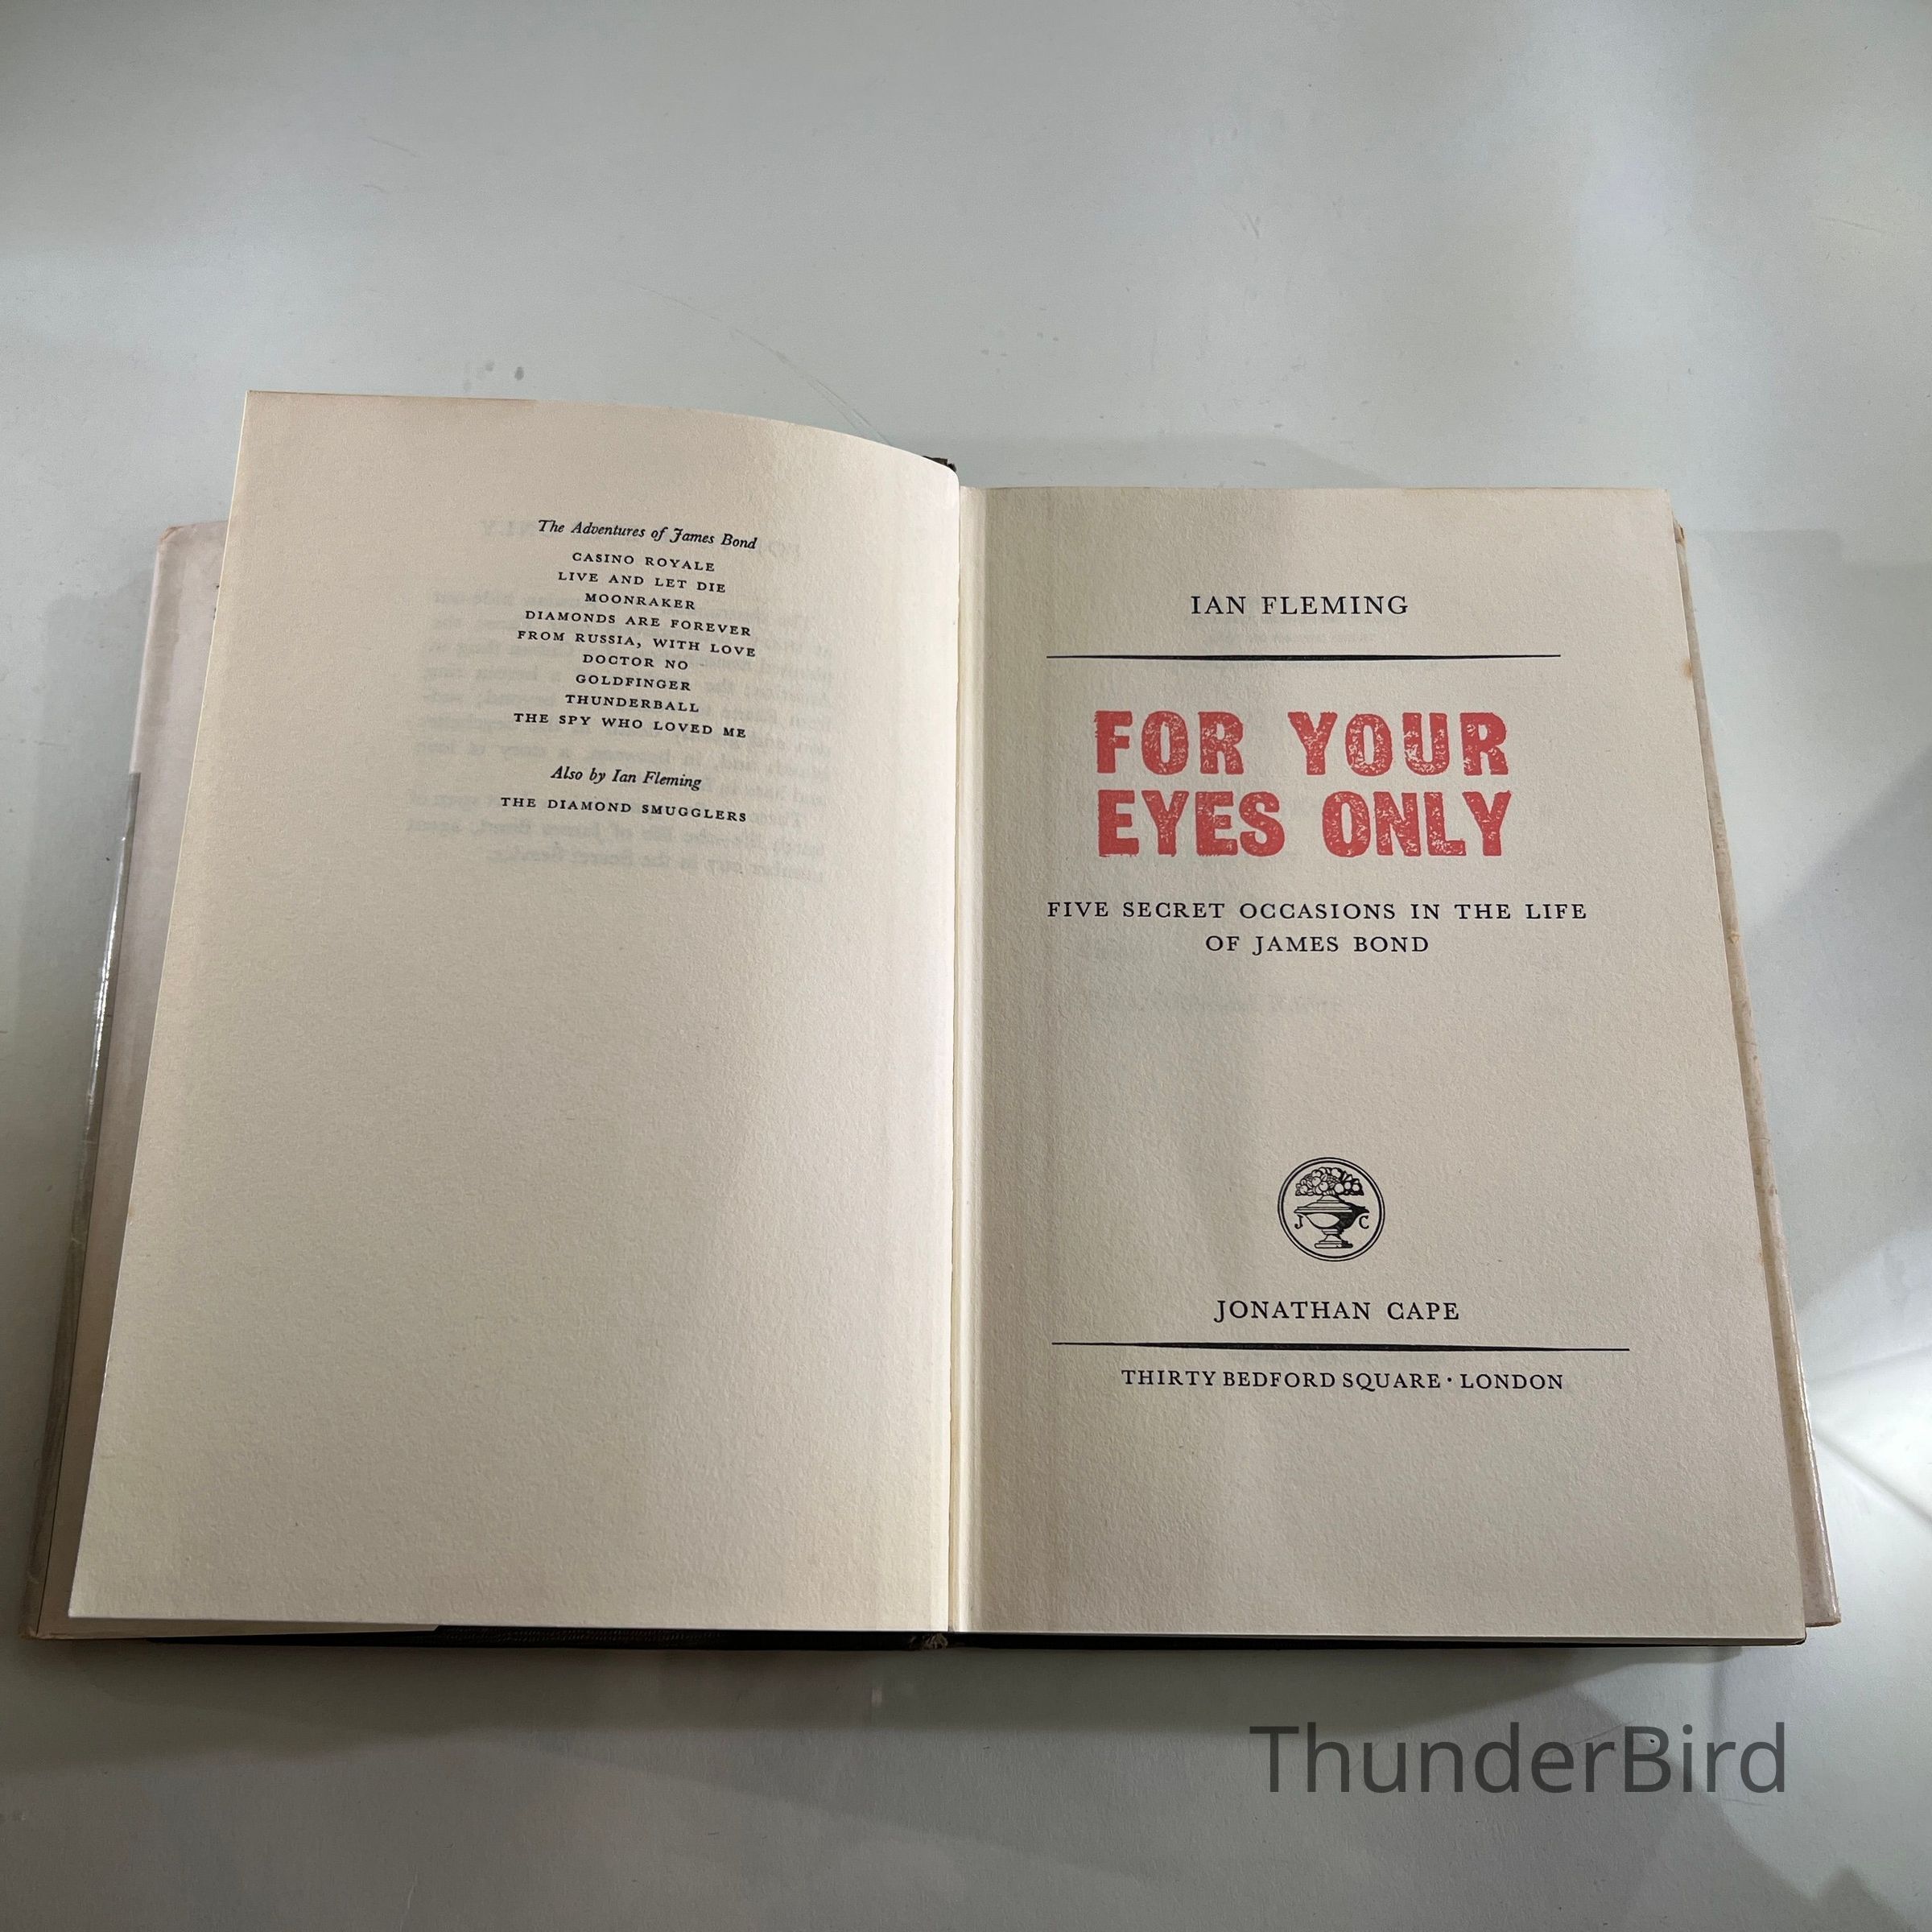 The Adventures of James Bond
CASINO ROYALE
LIVE AND LET DIE
MOONRAKER
DIAMONDS ARE FOREVER
FROM RUSSIA, WITH LOVE
DOCTOR NO
GOLDFINGER
THUNDERBALL
THE SPY WHO LOVED ME
Also by Ian Fleming
THE DIAMOND SMUGGLERS
IAN FLEMING
FOR YOUR
EYES ONLY
FIVE SECRET OCCASIONS IN THE LIFE
OF JAMES BOND
J C
JONATHAN CAPE
THIRTY BEDFORD SQUARE · LONDON
ThunderBird